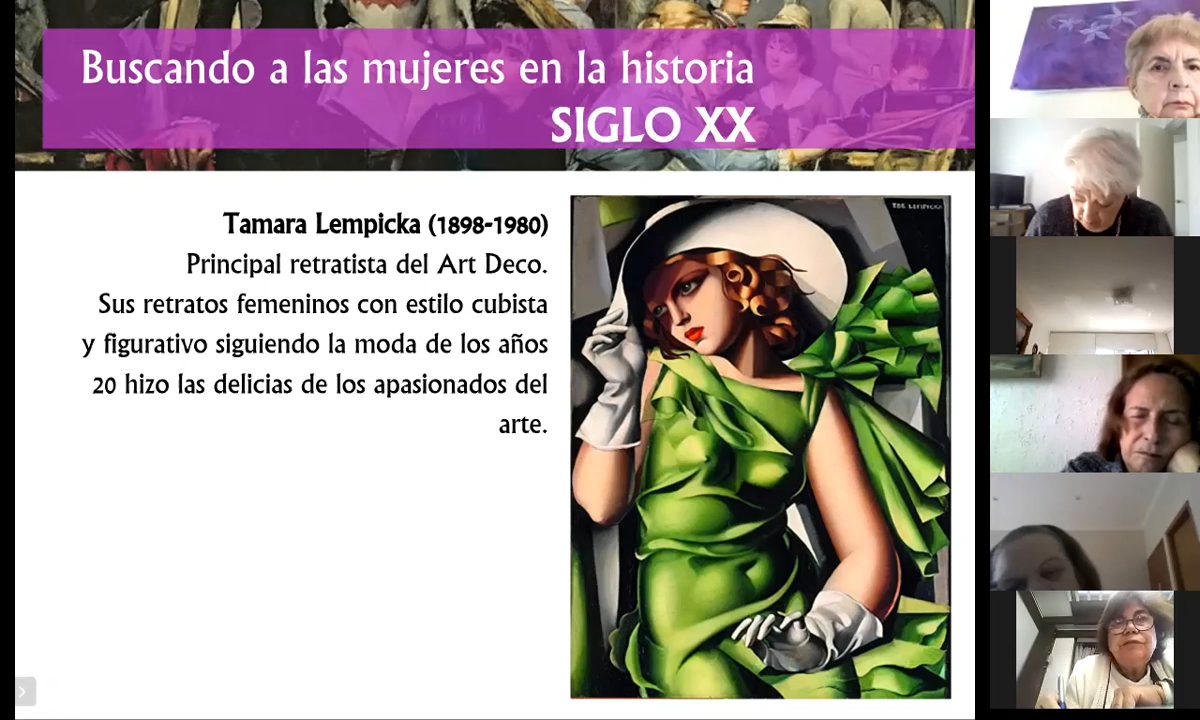 Buscando a las mujeres en la historia
SIGLO XX
Tamara Lempicka (1898-1980)
Principal retratista del Art Deco.
Sus retratos femeninos con estilo cubista
y figurativo siguiendo la moda de los años
20 hizo las delicias de los apasionados del
arte.